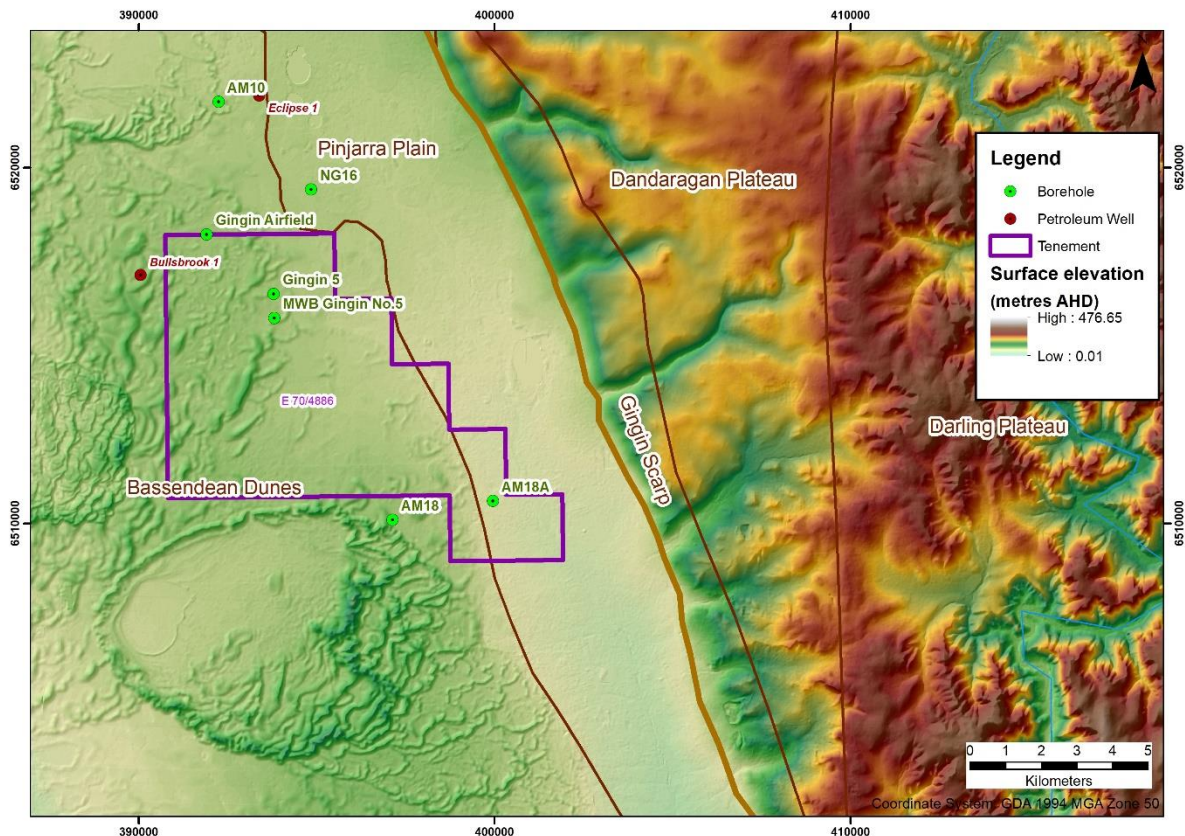 390000
400000
410000
AM10
Eclipse 1
Pinjarra Plain
6520000
6520000
NG16
Dandaragan Plateau
Gingin Airfield
Bullsbrook 1
Gingin 5
MWB Gingin No.5
E 70/4886
Gingin Scarp
Darling Plateau
Bassendean Dunes
AM18A
AM18
6510000
6510000
Legend
Borehole
Petroleum Well
Tenement
Surface elevation
(metres AHD)
High : 476.65
Low : 0.01
0 1 2 3 4 5
Kilometers
Coordinate System: GDA 1994 MGA Zone 50
390000
400000
410000